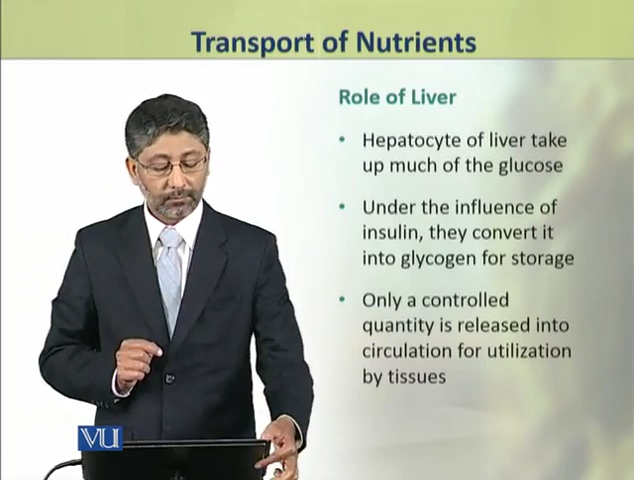 Transport of Nutrients
Role of Liver
• Hepatocyte of liver take
up much of the glucose
• Under the influence of
insulin, they convert it
into glycogen for storage
• Only a controlled
quantity is released into
circulation for utilization
by tissues
VU